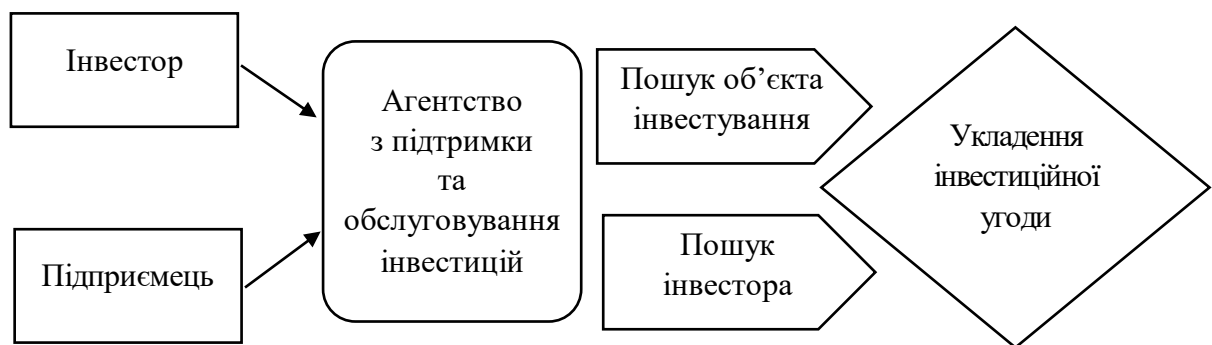 Інвестор
Підприємець
Агентство
з підтримки
та
обслуговування
інвестицій
Пошук об’єкта
інвестування
Пошук
інвестора
Укладення
інвестиційної
угоди